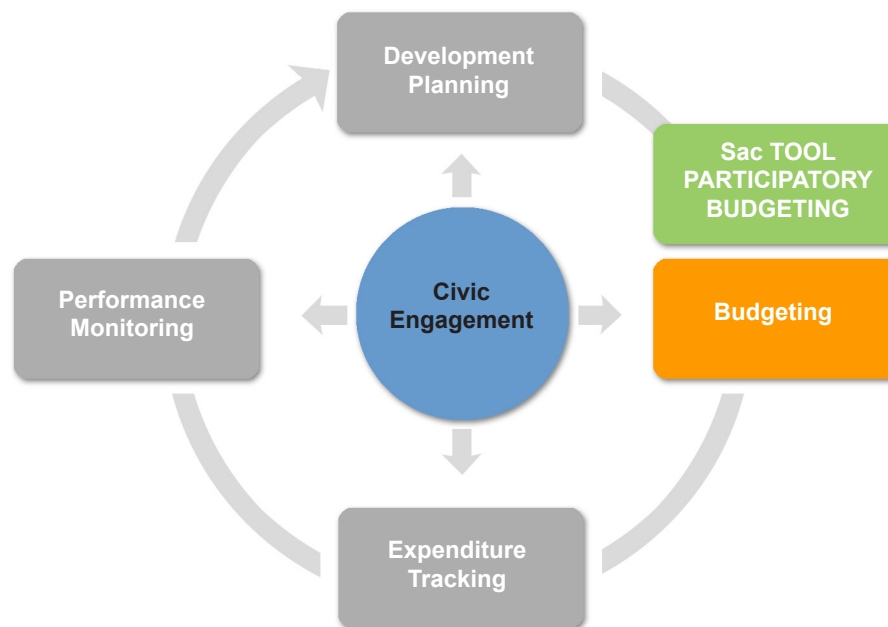 Development
Planning
Sac TOOL
PARTICIPATORY
BUDGETING
Performance
Monitoring
Civic
Engagement
Budgeting
Expenditure
Tracking